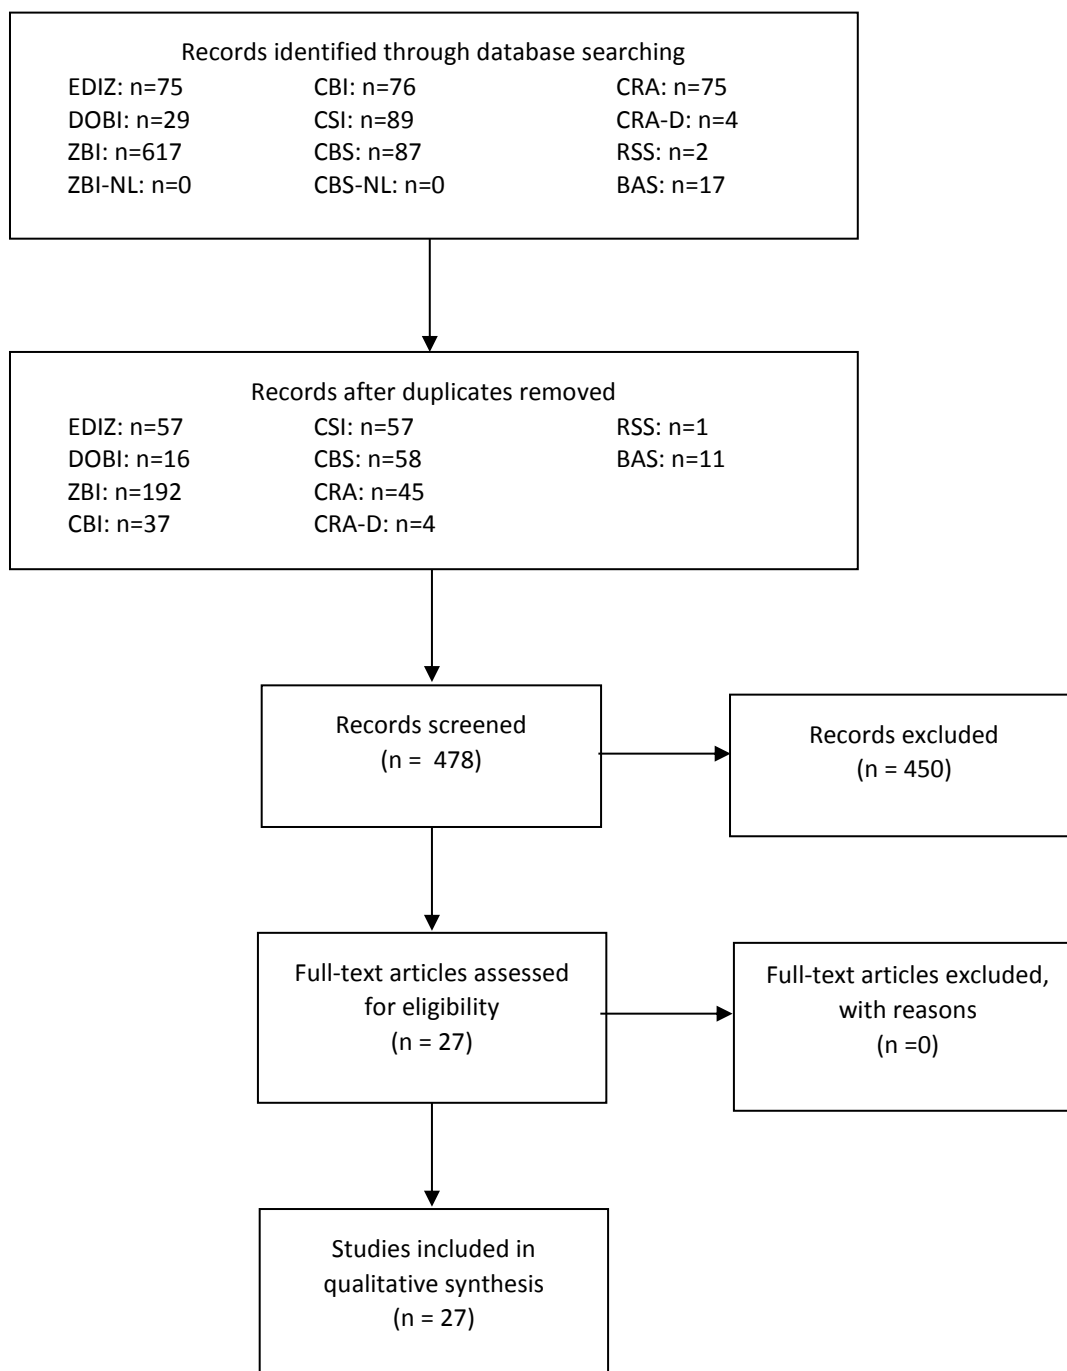 Records identified through database searching
EDIZ: n=75 CBI: n=76 CRA: n=75
DOBI: n=29 CSI: n=89 CRA-D: n=4
ZBI: n=617 CBS: n=87 RSS: n=2
ZBI-NL: n=0 CBS-NL: n=0 BAS: n=17
Records after duplicates removed
EDIZ: n=57 CSI: n=57 RSS: n=1
DOBI: n=16 CBS: n=58 BAS: n=11
ZBI: n=192 CRA: n=45
CBI: n=37 CRA-D: n=4
Records screened
(n = 478)
Records excluded
(n = 450)
Full-text articles assessed
for eligibility
(n = 27)
Full-text articles excluded,
with reasons
(n =0)
Studies included in
qualitative synthesis
(n = 27)